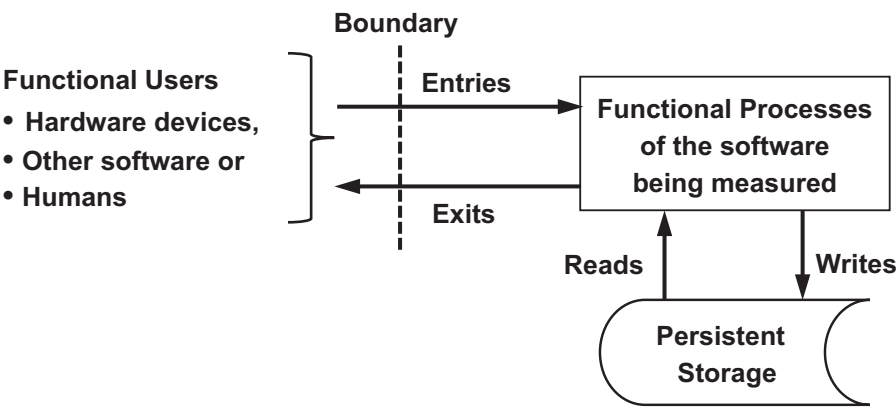 Boundary
Functional Users
• Hardware devices,
• Other software or
• Humans
Entries
Exits
Functional Processes
of the software
being measured
Reads
Writes
Persistent
Storage